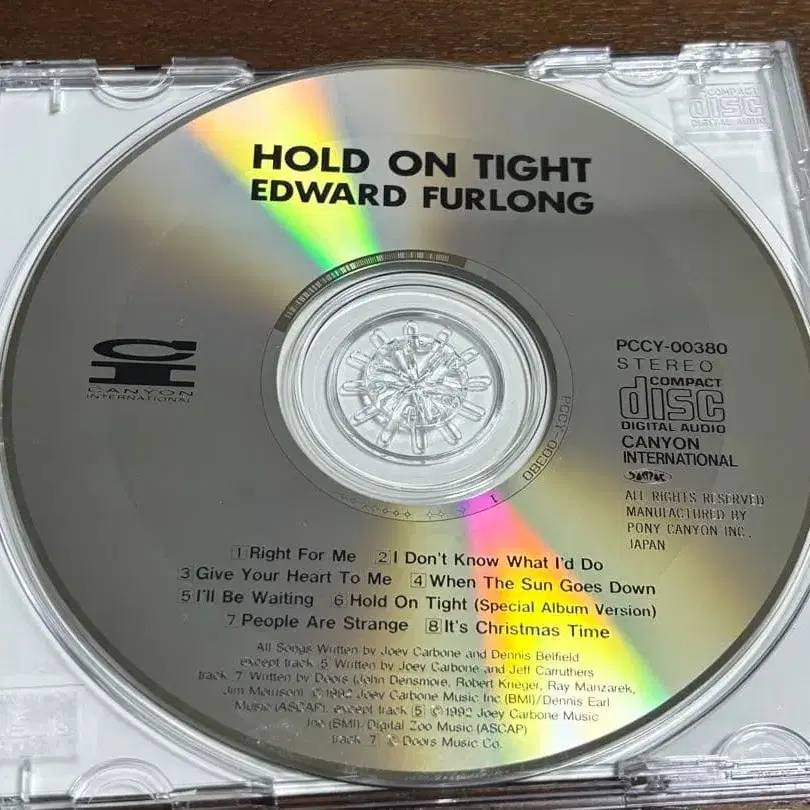 HOLD ON TIGHT
EDWARD FURLONG
CANYON
INTERNATIONAL
PCCY-00380
STEREO
COMPACT
disc
DIGITAL AUDIO
CANYON
INTERNATIONAL
ALL RIGHTS RESERVED
MANUFACTURED BY
PONY CANYON INC.
JAPAN
PCCY-00380
1
COMPACT
disc
DIGITAL AUDIO
1 Right For Me 2 I Don't Know What I'd Do
3 Give Your Heart To Me 4 When The Sun Goes Down
5 I'll Be Waiting 6 Hold On Tight (Special Album Version)
7 People Are Strange 8 It's Christmas Time
All Songs Written by Joey Carbone and Dennis Belfield
except track 5 Written by Joey Carbone and Jeff Carruthers
track 7 Written by Doors (John Densmore, Robert Krieger, Ray Manzarek,
Jim Morrison) © 1992 Joey Carbone Music Inc (BMI)/Dennis Earl
Music (ASCAP), except track 5 © 1992 Joey Carbone Music
Inc (BMI)/Digital Zoo Music (ASCAP)
track 7 © Doors Music Co.